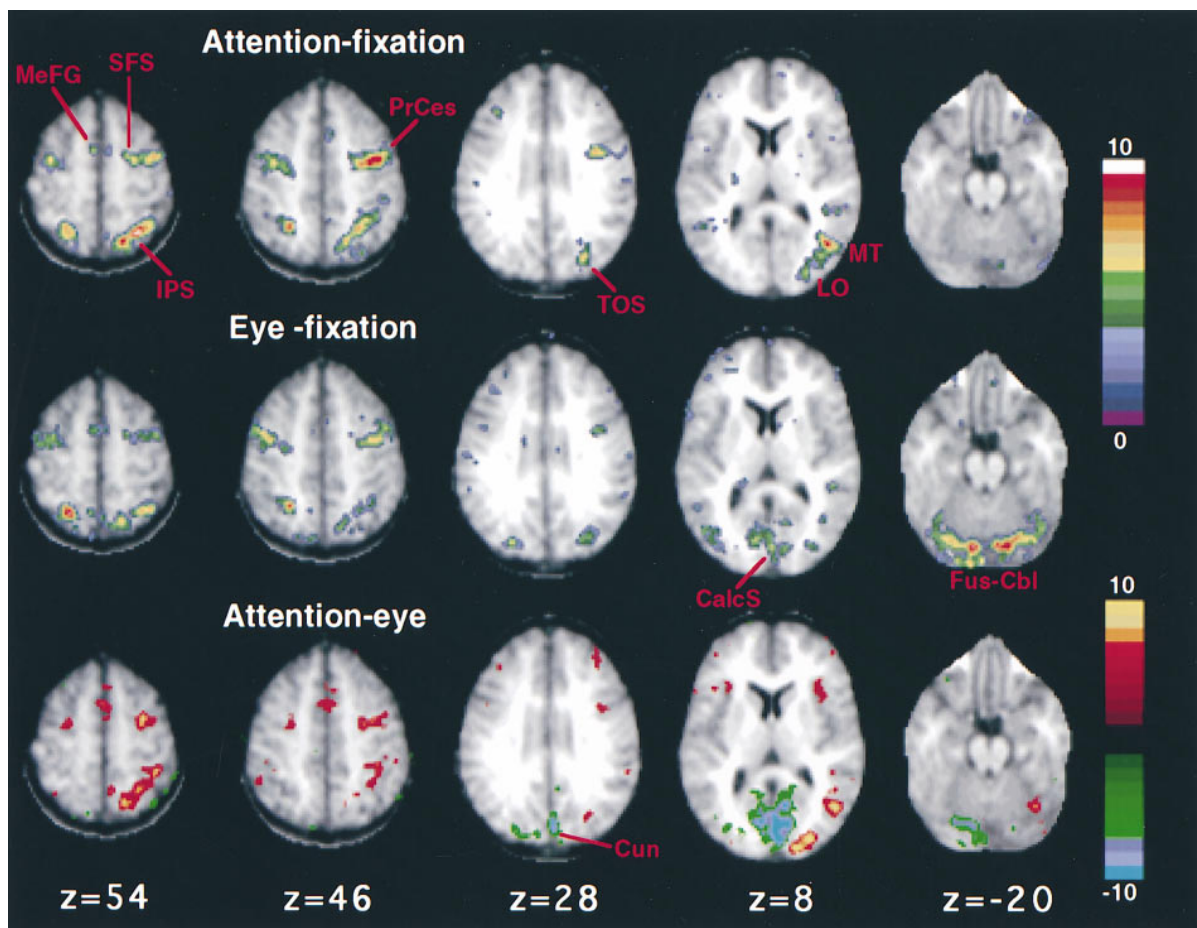 Attention-fixation
MeFG
SFS
PrCes
IPS
TOS
MT
LO
10
0
Eye -fixation
CalcS
Fus-Cbl
Attention-eye
Cun
10
-10
z=54
z=46
z=28
z=8
z=-20